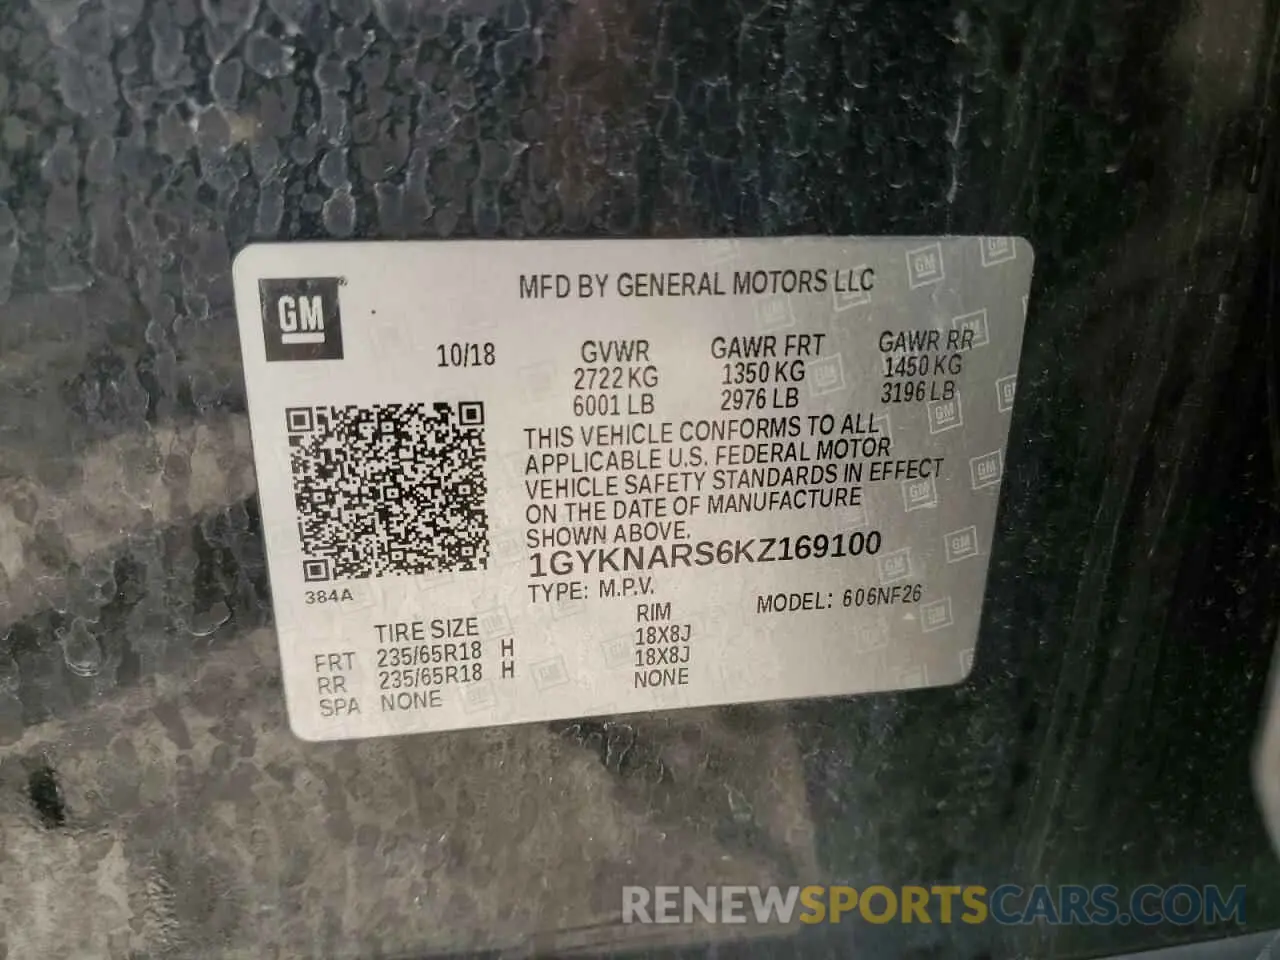 GM
MFD BY GENERAL MOTORS LLC
10/18 GVWR GAWR FRT GAWR RR
2722 KG 1350 KG 1450 KG
6001 LB 2976 LB 3196 LB
THIS VEHICLE CONFORMS TO ALL
APPLICABLE U.S. FEDERAL MOTOR
VEHICLE SAFETY STANDARDS IN EFFECT
ON THE DATE OF MANUFACTURE
SHOWN ABOVE.
1GYKNARS6KZ169100
384A
TYPE: M.P.V. MODEL: 606NF26
TIRE SIZE RIM
FRT 235/65R18 H 18X8J
RR 235/65R18 H 18X8J
SPA NONE NONE
RENEWSPORTSCARS.COM